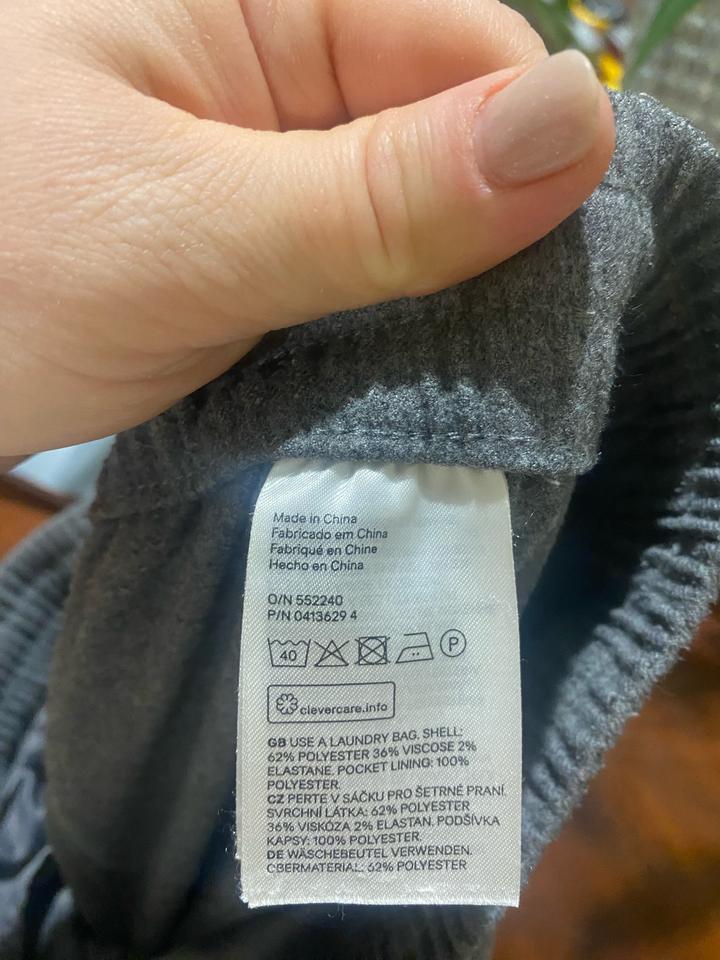 Made in China
Fabricado em China
Fabriqué en Chine
Hecho en China
O/N 552240
P/N 0413629 4
40
P
clevercare.info
GB USE A LAUNDRY BAG. SHELL:
62% POLYESTER 36% VISCOSE 2%
ELASTANE. POCKET LINING: 100%
POLYESTER.
CZ PERTE V SÁČKU PRO ŠETRNÉ PRANÍ.
SVRCHNÍ LÁTKA: 62% POLYESTER
36% VISKÓZA 2% ELASTAN. PODŠÍVKA
KAPSY: 100% POLYESTER.
DE WÄSCHEBEUTEL VERWENDEN.
OBERMATERIAL: 62% POLYESTER